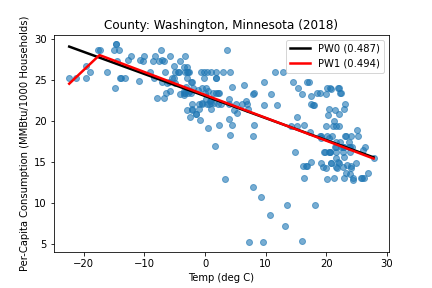 County: Washington, Minnesota (2018)
PW0 (0.487)
PW1 (0.494)
Per-Capita Consumption (MMBtu/1000 Households)
30
25
20
15
10
5
−20 −10 0 10 20 30
Temp (deg C)